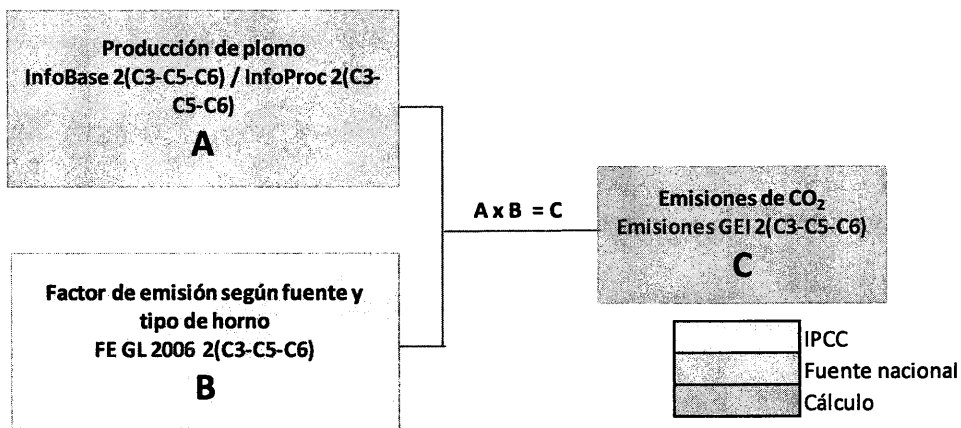 Producción de plomo
InfoBase 2(C3-C5-C6) / InfoProc 2(C3-
C5-C6)
A
A x B = C
Emisiones de CO₂
Emisiones GEI 2(C3-C5-C6)
C
Factor de emisión según fuente y
tipo de horno
FE GL 2006 2(C3-C5-C6)
B
IPCC
Fuente nacional
Cálculo